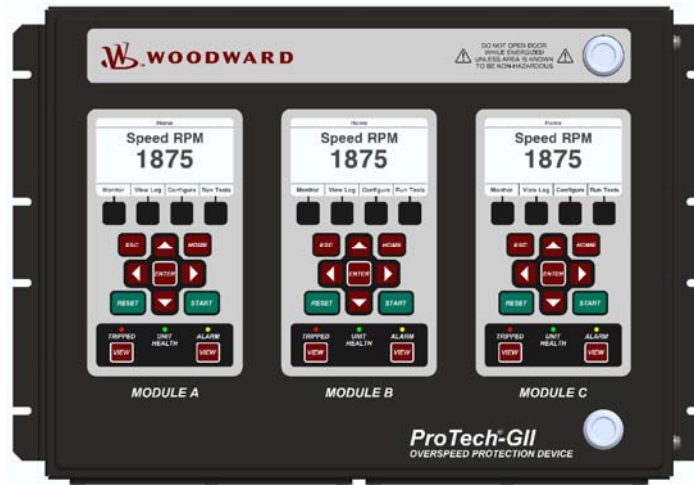 WOODWARD
DO NOT OPEN DOOR
WHILE ENERGIZED
UNLESS AREA IS KNOWN
TO BE NON-HAZARDOUS
Home
Speed RPM
1875
Monitor View Log Configure Run Tools
ESC HOME
ENTER
RESET START
TRIPPED UNIT HEALTH ALARM
VIEW VIEW
MODULE A
Home
Speed RPM
1875
Monitor View Log Configure Run Tools
ESC HOME
ENTER
RESET START
TRIPPED UNIT HEALTH ALARM
VIEW VIEW
MODULE B
Home
Speed RPM
1875
Monitor View Log Configure Run Tools
ESC HOME
ENTER
RESET START
TRIPPED UNIT HEALTH ALARM
VIEW VIEW
MODULE C
ProTech®-GII
OVERSPEED PROTECTION DEVICE